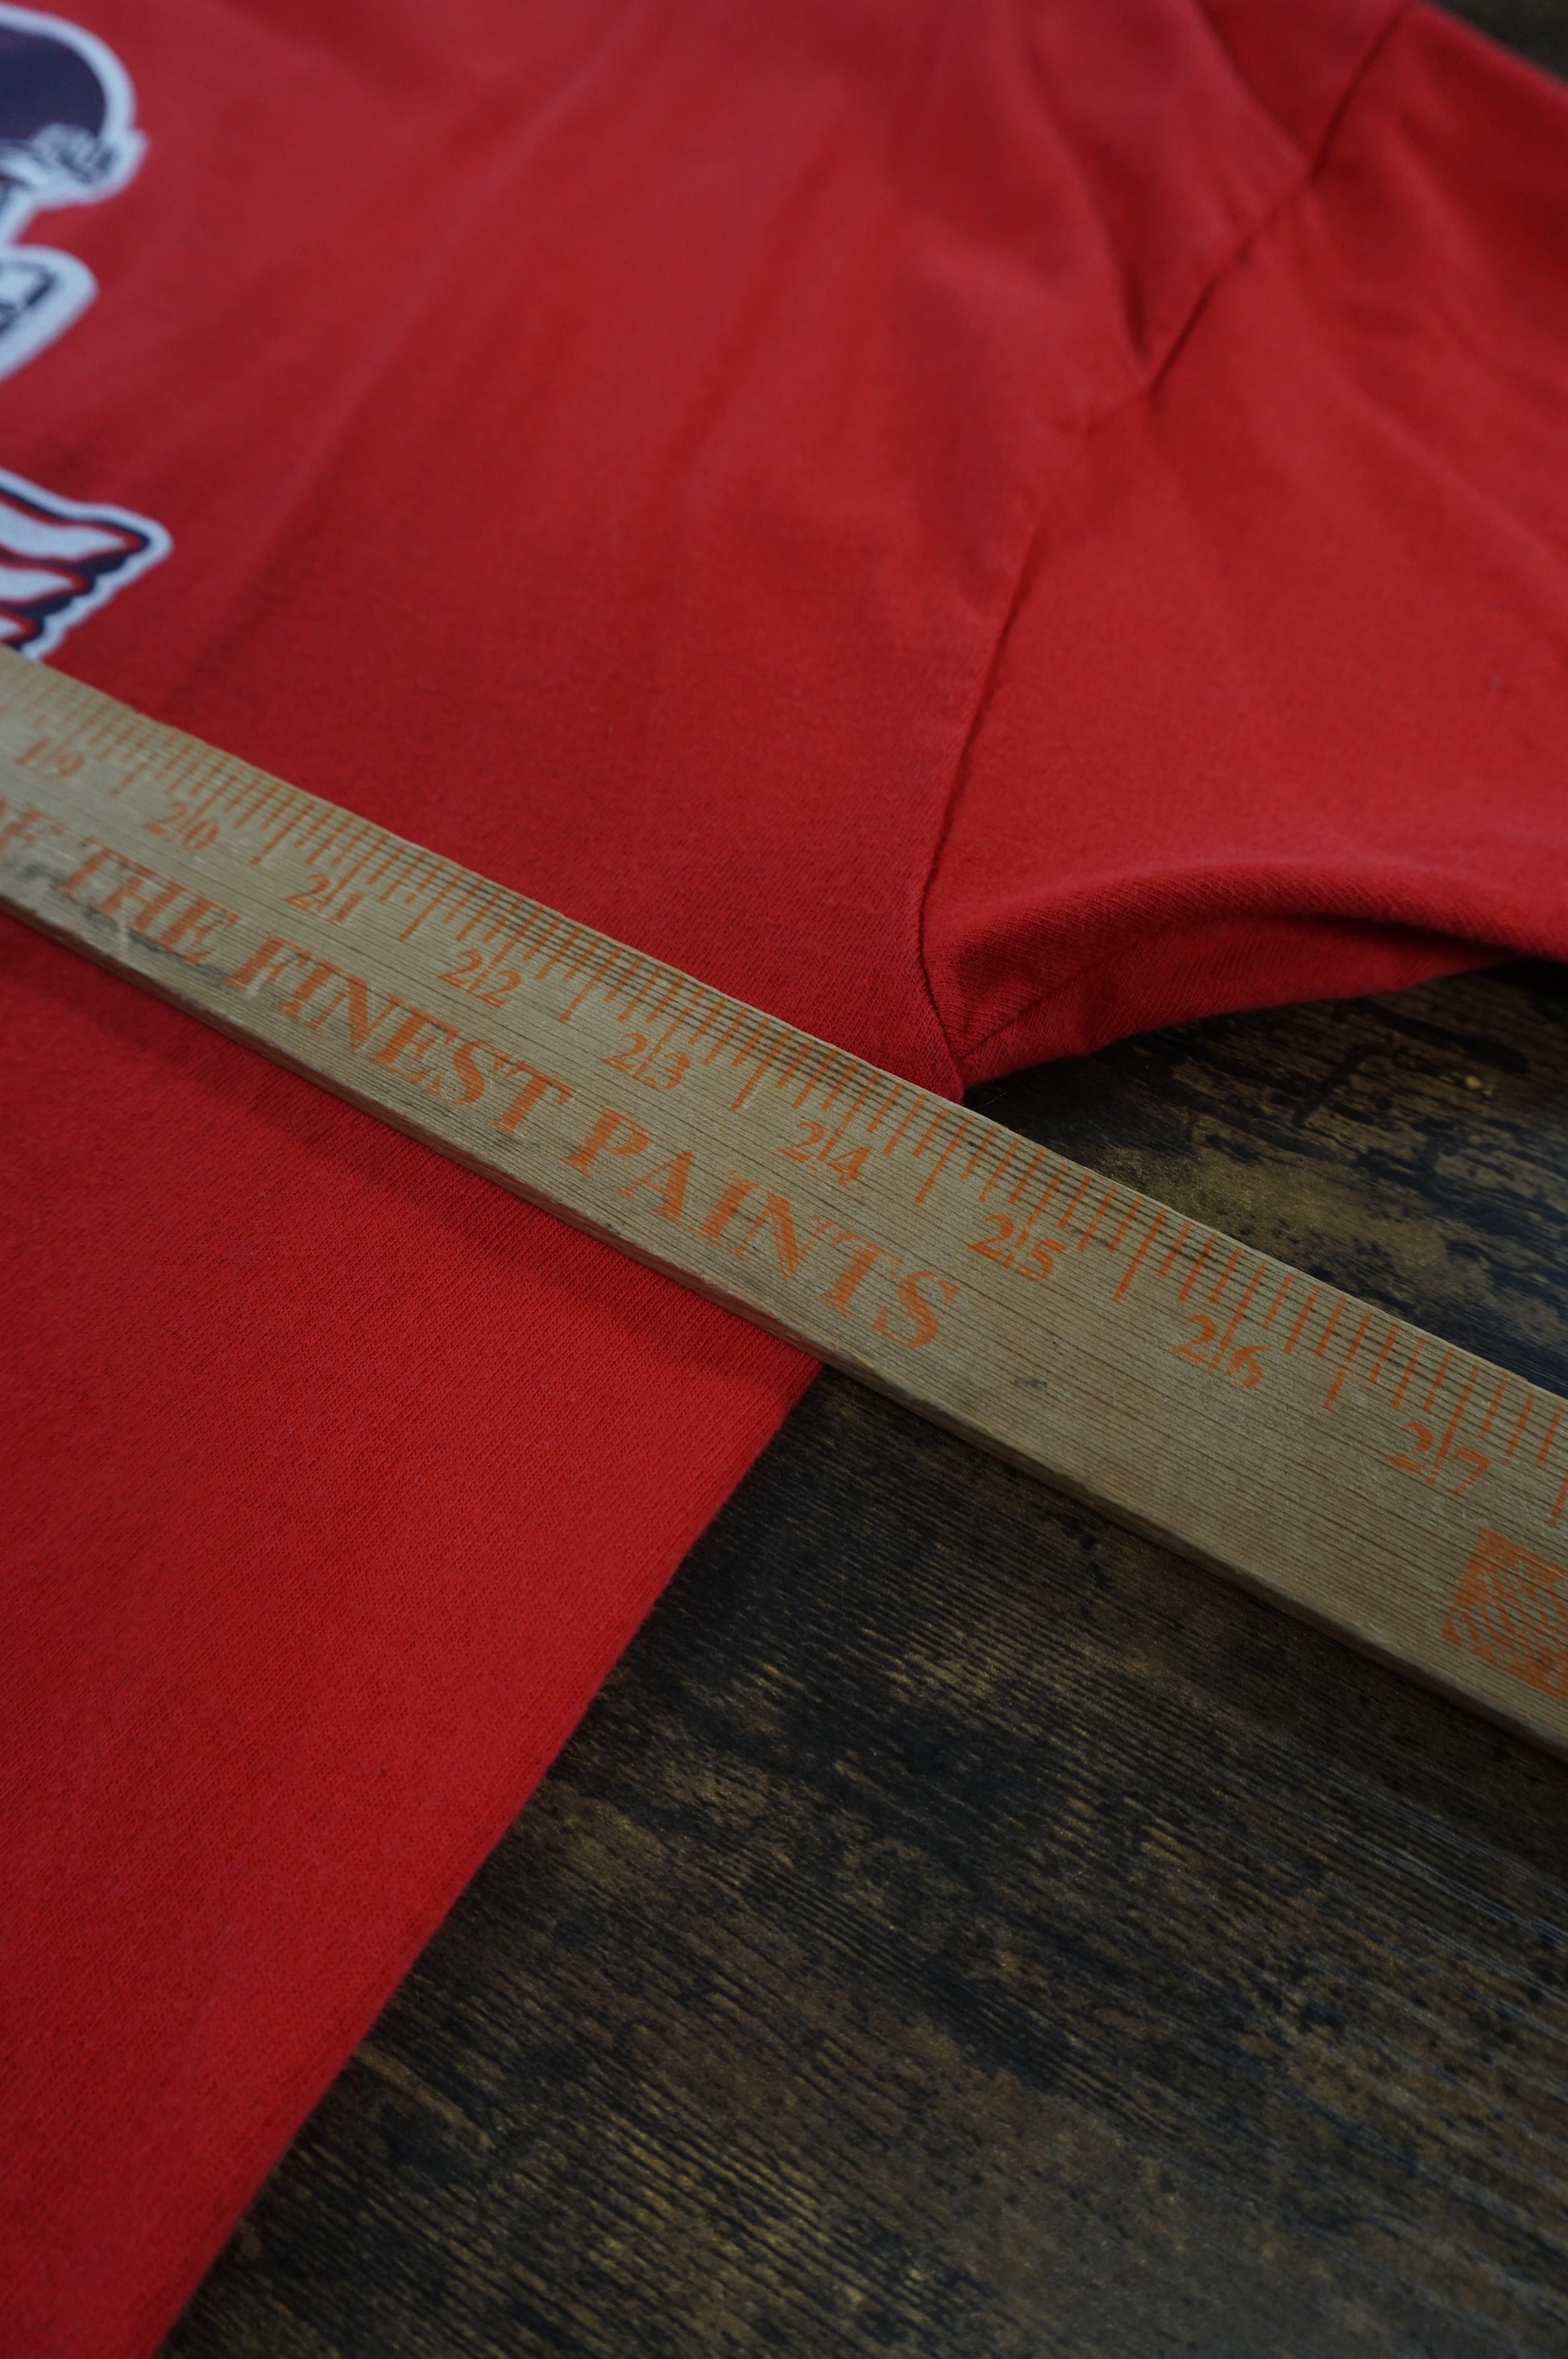 19 20 21 22 23 24 25 26 27
THE FINEST PAINTS